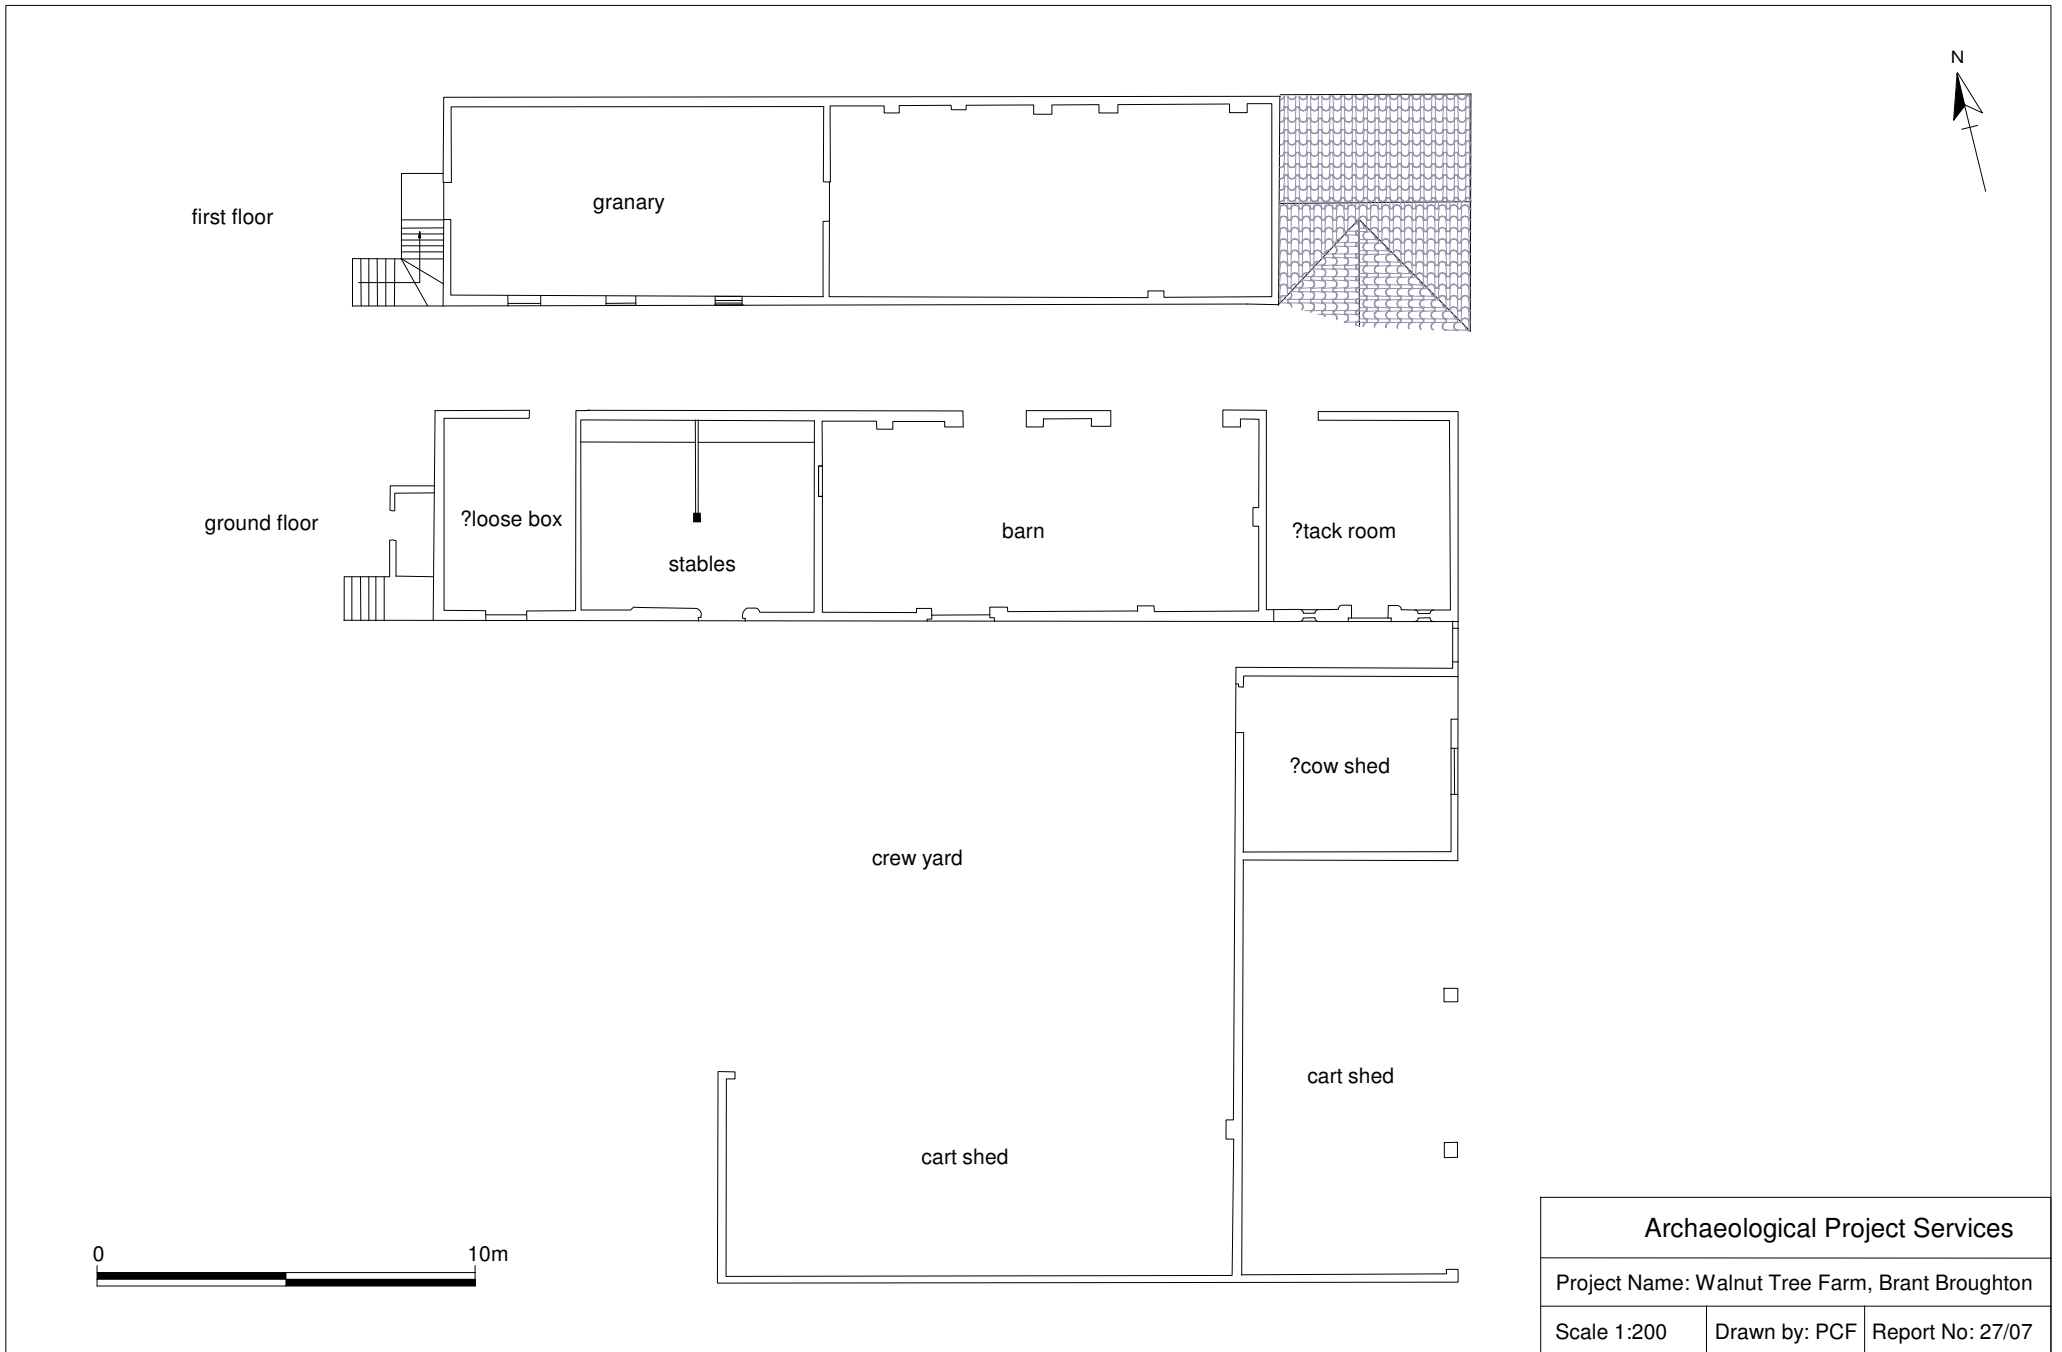 N
first floor
granary
ground floor
?loose box
stables
barn
?tack room
?cow shed
crew yard
cart shed
cart shed
0 10m
Archaeological Project Services
Project Name: Walnut Tree Farm, Brant Broughton
Scale 1:200 Drawn by: PCF Report No: 27/07